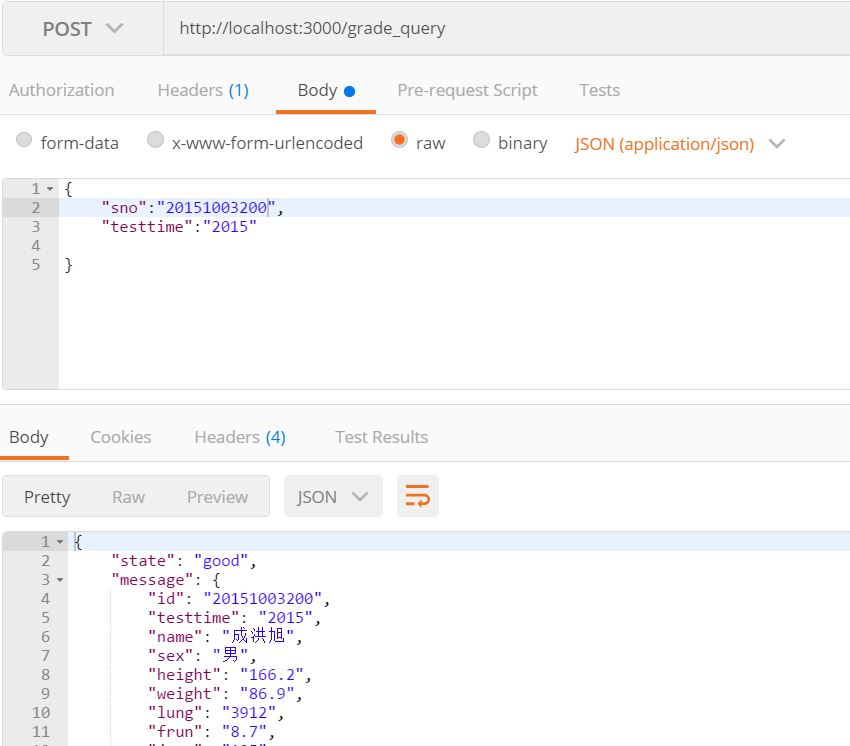 POST http://localhost:3000/grade_query
Authorization Headers (1) Body Pre-request Script Tests
form-data x-www-form-urlencoded raw binary JSON (application/json)
1 {
2 "sno":"20151003200",
3 "testtime":"2015"
4
5 }
Body Cookies Headers (4) Test Results
Pretty Raw Preview JSON
1 {
2 "state": "good",
3 "message": {
4 "id": "20151003200",
5 "testtime": "2015",
6 "name": "成洪旭",
7 "sex": "男",
8 "height": "166.2",
9 "weight": "86.9",
10 "lung": "3912",
11 "frun": "8.7",